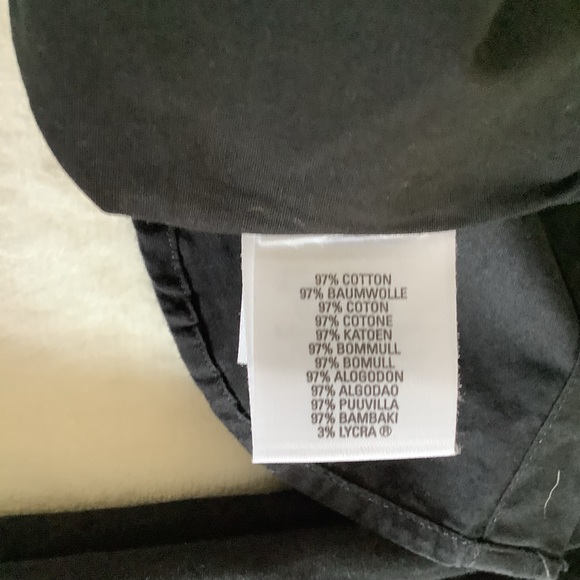 97% COTTON
97% BAUMWOLLE
97% COTON
97% COTONE
97% KATOEN
97% BOMMULL
97% BOMULL
97% ALOGODON
97% ALGODAO
97% PUUVILLA
97% BAMBAKI
3% LYCRA ®